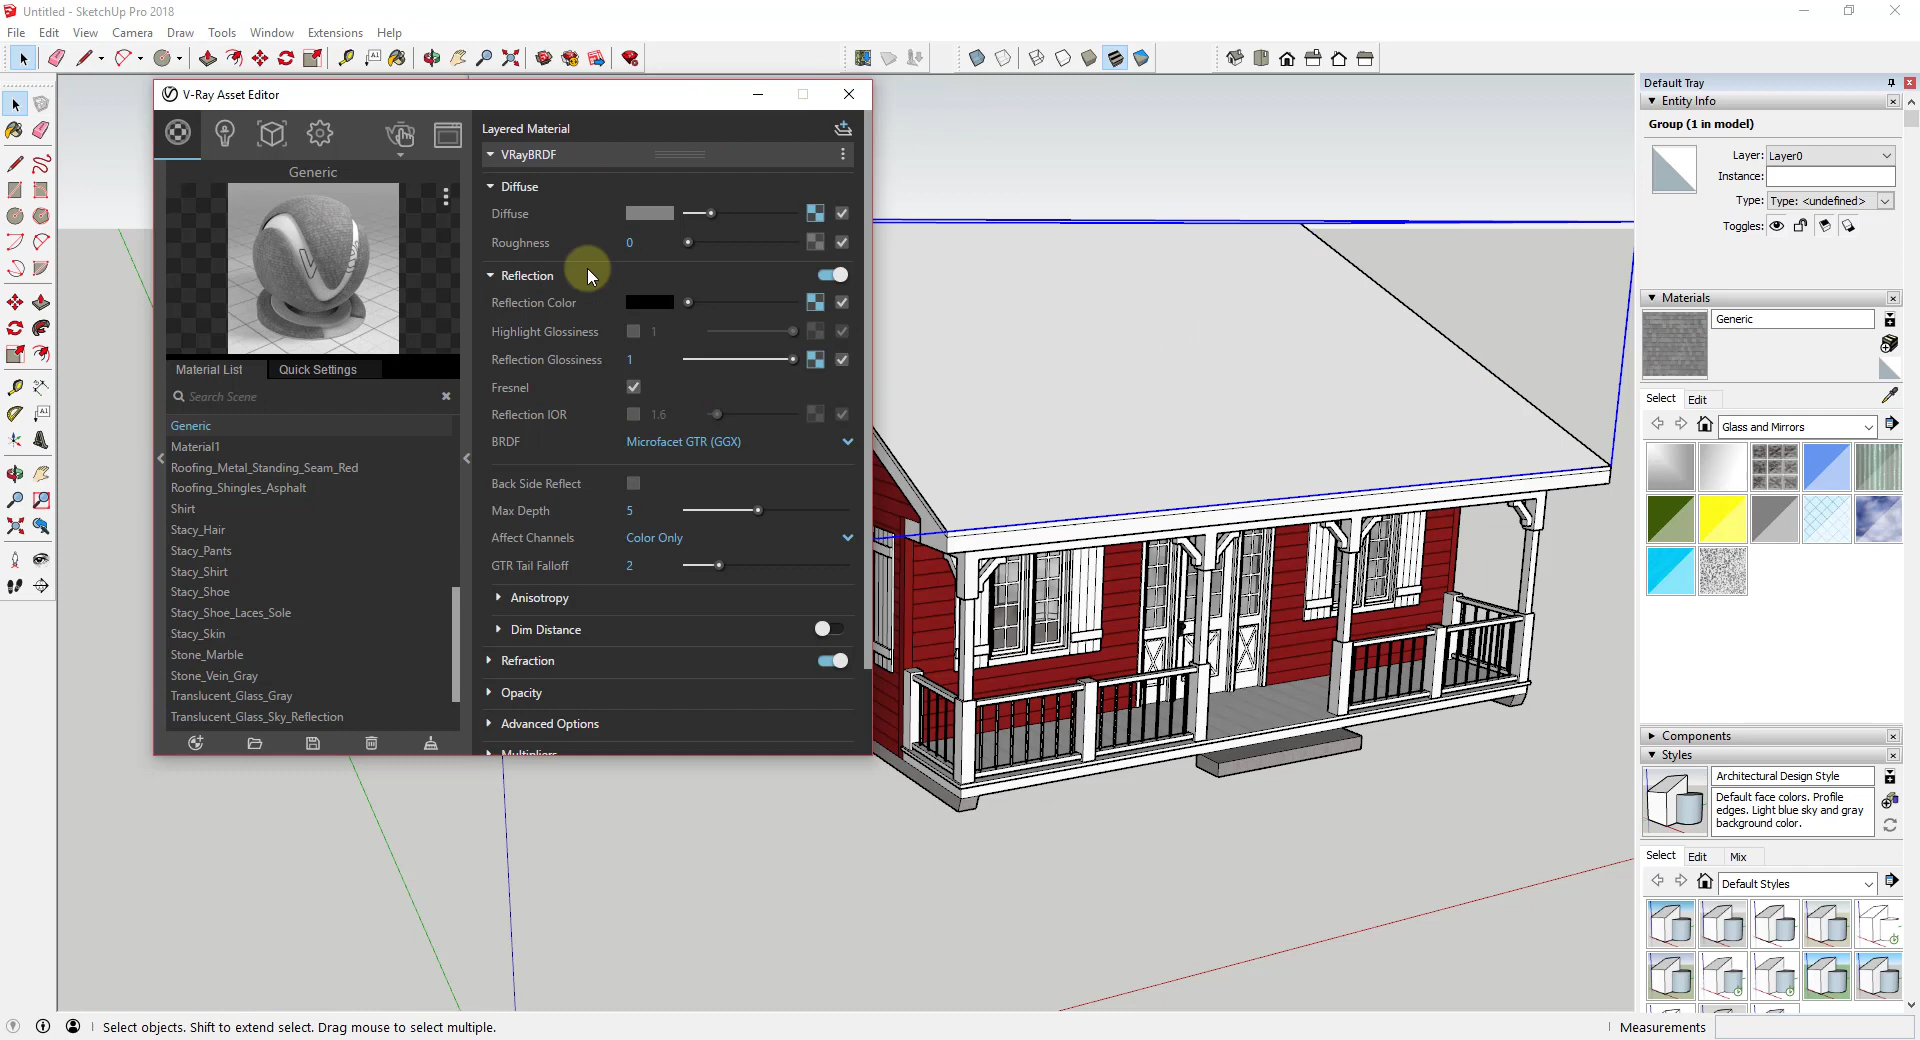 Untitled - SketchUp Pro 2018
File Edit View Camera Draw Tools Window Extensions Help
V-Ray Asset Editor
Generic
Material List Quick Settings
Search Scene
Generic
Material1
Roofing_Metal_Standing_Seam_Red
Roofing_Shingles_Asphalt
Shirt
Stacy_Hair
Stacy_Pants
Stacy_Shirt
Stacy_Shoe
Stacy_Shoe_Laces_Sole
Stacy_Skin
Stone_Marble
Stone_Vein_Gray
Translucent_Glass_Gray
Translucent_Glass_Sky_Reflection
Layered Material
VRayBRDF
Diffuse
Diffuse
Roughness 0
Reflection
Reflection Color
Highlight Glossiness 1
Reflection Glossiness 1
Fresnel
Reflection IOR 1.6
BRDF Microfacet GTR (GGX)
Back Side Reflect
Max Depth 5
Affect Channels Color Only
GTR Tail Falloff 2
Anisotropy
Dim Distance
Refraction
Opacity
Advanced Options
Multipliers
Default Tray
Entity Info
Group (1 in model)
Layer: Layer0
Instance:
Type: Type: <undefined>
Toggles:
Materials
Generic
Select Edit
Glass and Mirrors
Components
Styles
Architectural Design Style
Default face colors. Profile
edges. Light blue sky and gray
background color.
Select Edit Mix
Default Styles
Select objects. Shift to extend select. Drag mouse to select multiple.
Measurements